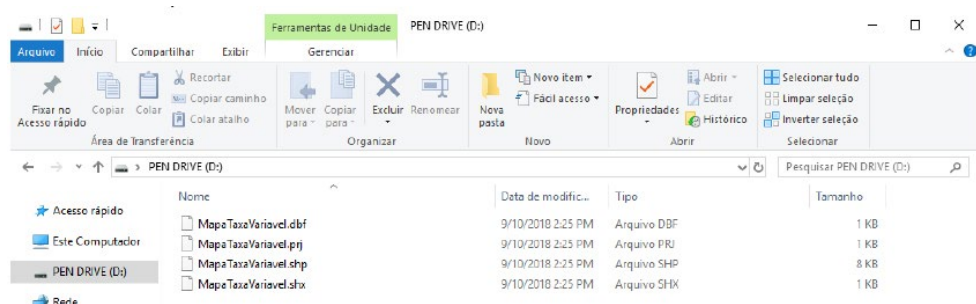 Ferramentas de Unidade PEN DRIVE (D:)
Arquivo Início Compartilhar Exibir Gerenciar
Fixar no Acesso rápido
Copiar
Colar
Recortar
Copiar caminho
Colar atalho
Mover para
Copiar para
Excluir
Renomear
Nova pasta
Novo item
Fácil acesso
Propriedades
Abrir
Editar
Histórico
Selecionar tudo
Limpar seleção
Inverter seleção
Área de Transferência Organizar Novo Abrir Selecionar
PEN DRIVE (D:) Pesquisar PEN DRIVE (D:)
Nome Data de modific... Tipo Tamanho
Acesso rápido
Este Computador
PEN DRIVE (D:)
Rede
MapaTaxaVariavel.dbf 9/10/2018 2:25 PM Arquivo DBF 1 KB
MapaTaxaVariavel.prj 9/10/2018 2:25 PM Arquivo PRJ 1 KB
MapaTaxaVariavel.shp 9/10/2018 2:25 PM Arquivo SHP 8 KB
MapaTaxaVariavel.shx 9/10/2018 2:25 PM Arquivo SHX 1 KB